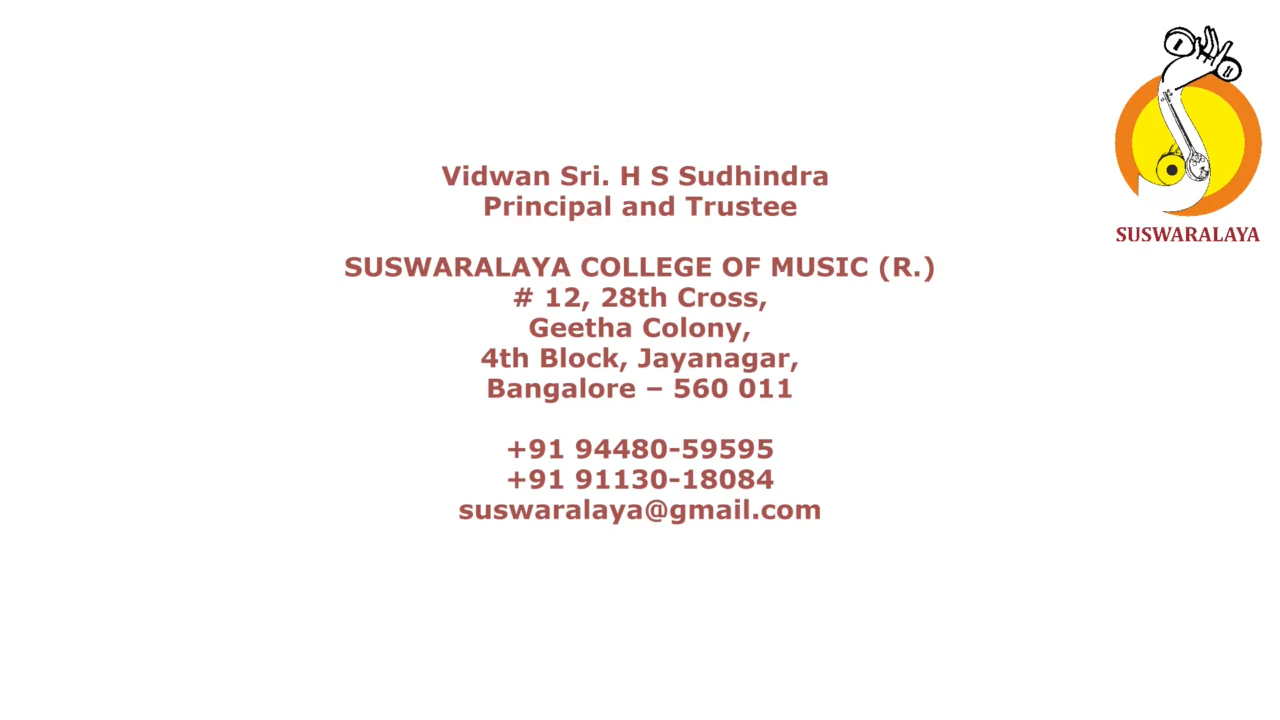 Vidwan Sri. H S Sudhindra
Principal and Trustee
SUSWARALAYA COLLEGE OF MUSIC (R.)
# 12, 28th Cross,
Geetha Colony,
4th Block, Jayanagar,
Bangalore – 560 011
+91 94480-59595
+91 91130-18084
suswaralaya@gmail.com
SUSWARALAYA